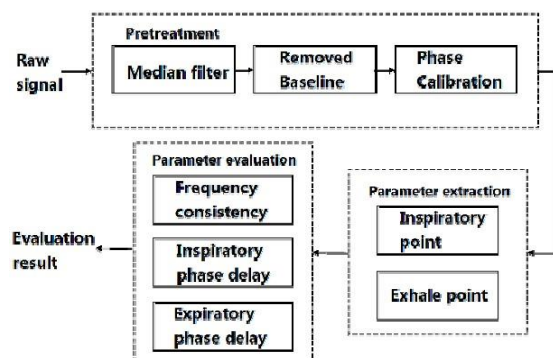 Pretreatment
Raw
signal
Median filter
Removed
Baseline
Phase
Calibration
Parameter evaluation
Frequency
consistency
Inspiratory
phase delay
Expiratory
phase delay
Parameter extraction
Inspiratory
point
Exhale point
Evaluation
result